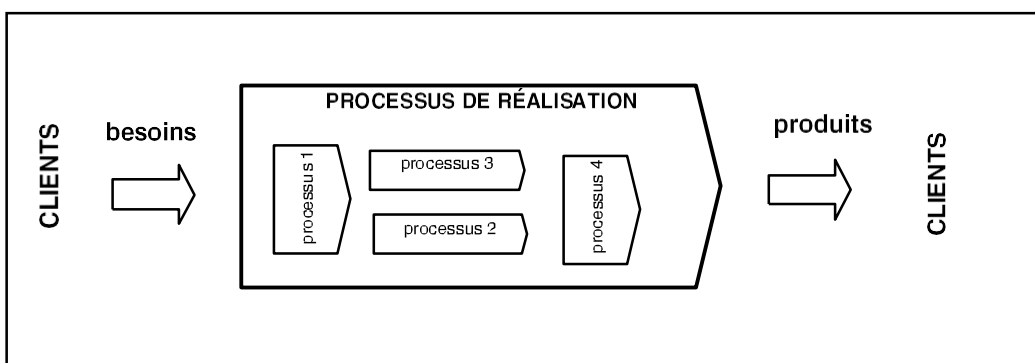 CLIENTS
besoins
PROCESSUS DE RÉALISATION
processus 1
processus 3
processus 2
processus 4
produits
CLIENTS